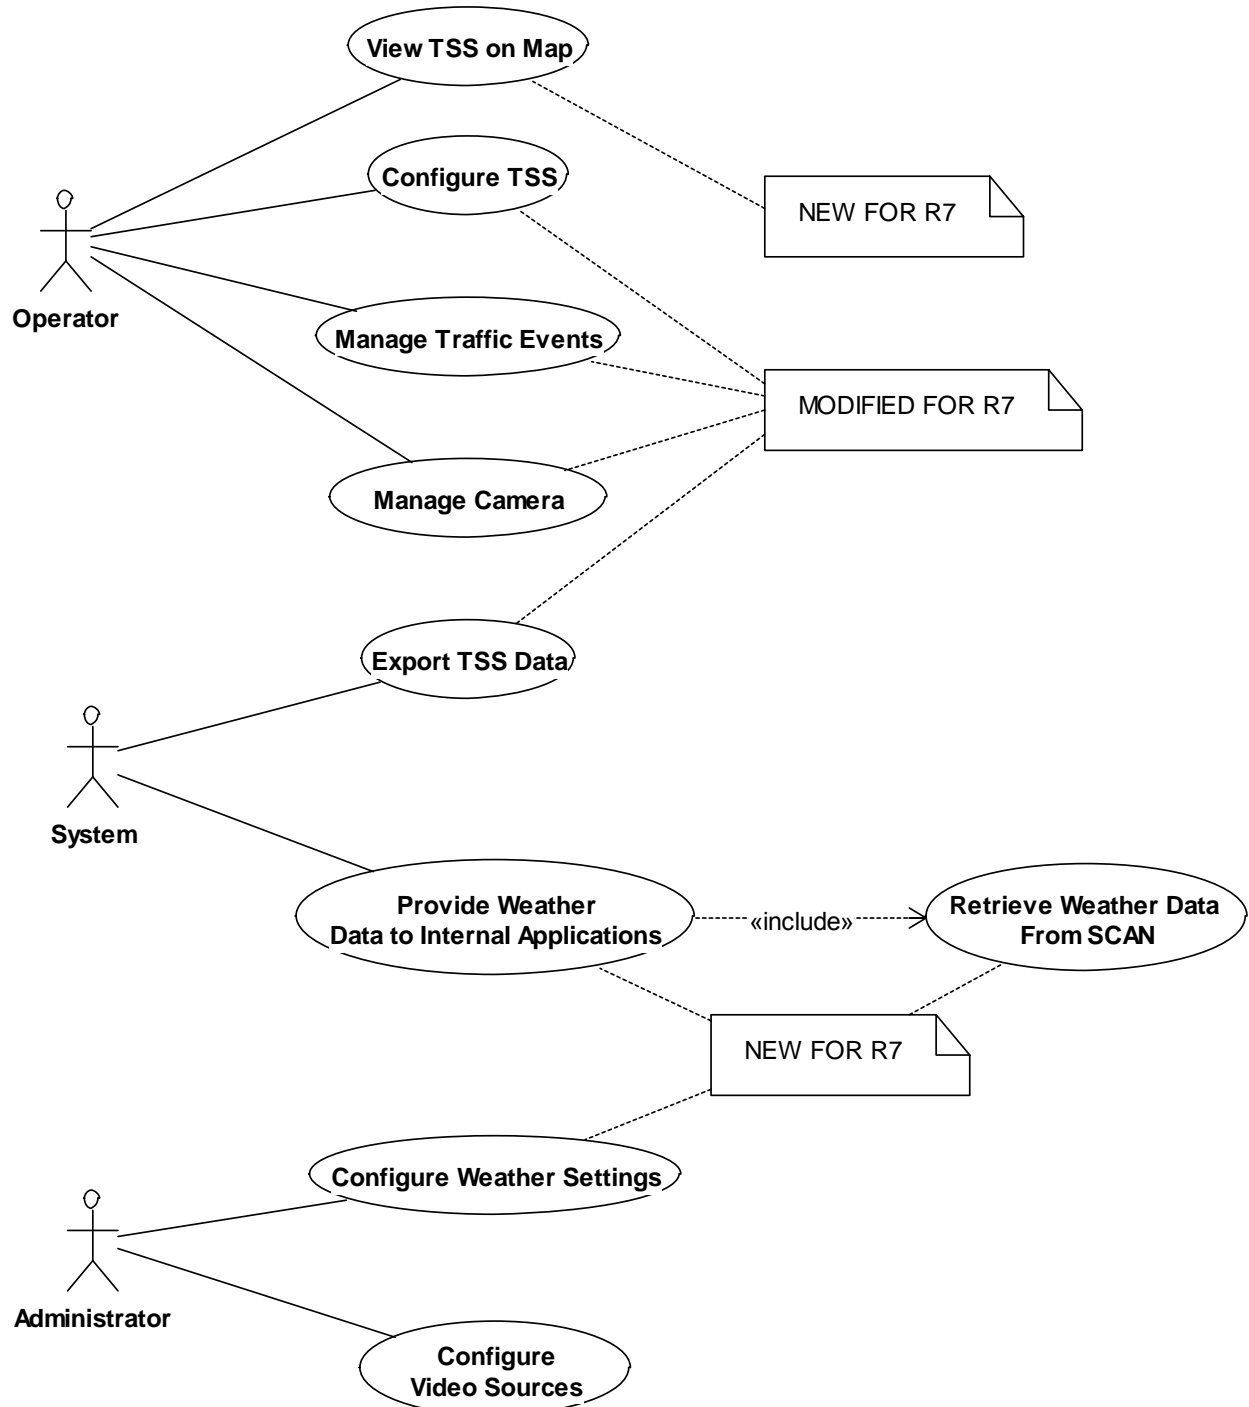 View TSS on Map
Configure TSS
NEW FOR R7
Operator
Manage Traffic Events
MODIFIED FOR R7
Manage Camera
Export TSS Data
System
Provide Weather
Data to Internal Applications
«include»
Retrieve Weather Data
From SCAN
NEW FOR R7
Configure Weather Settings
Administrator
Configure
Video Sources